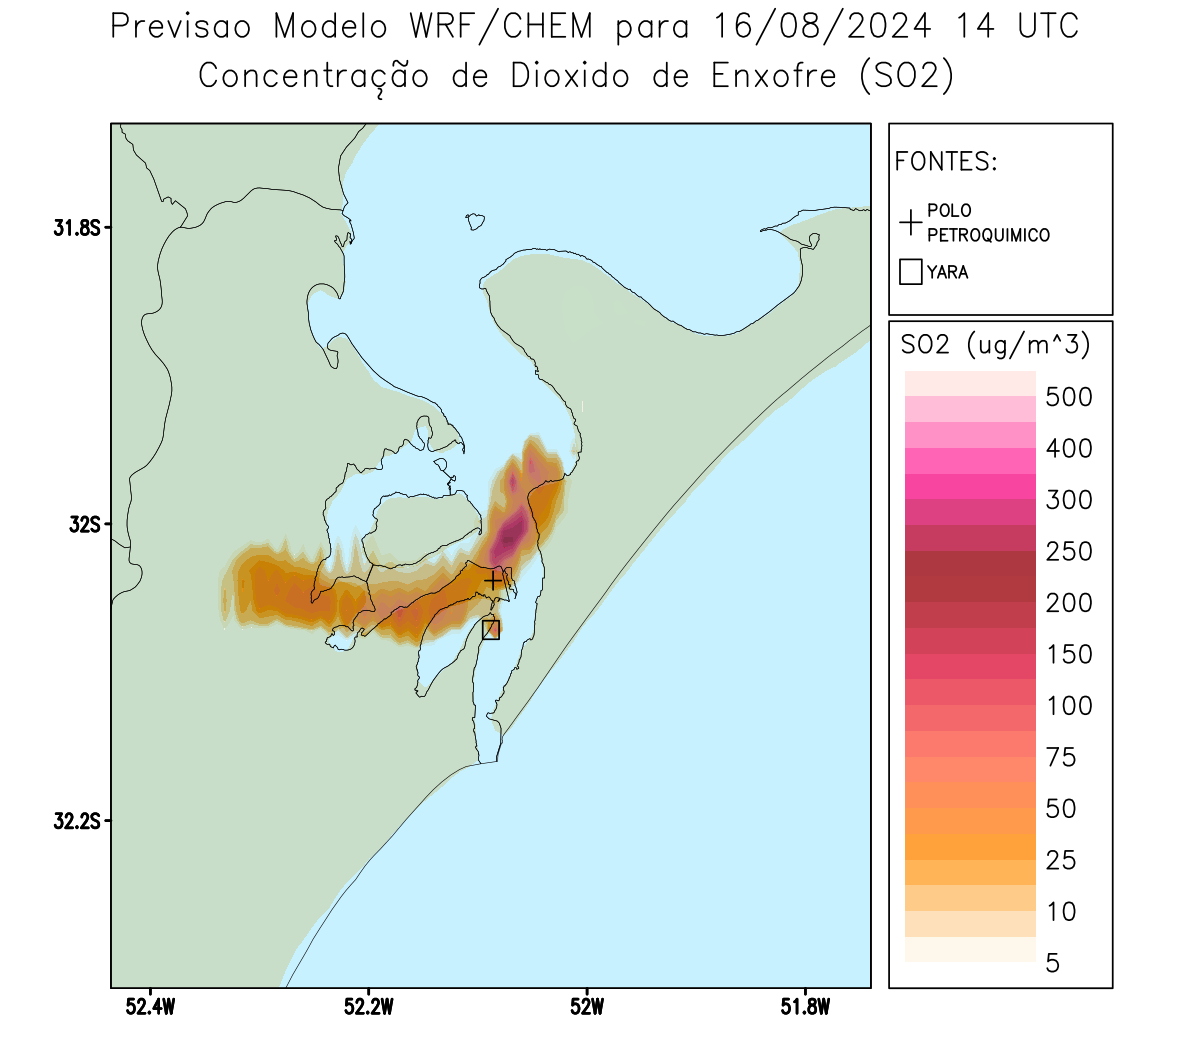 Previsao Modelo WRF/CHEM para 16/08/2024 14 UTC
Concentração de Dioxido de Enxofre (SO2)
FONTES:
POLO
PETROQUIMICO
YARA
31.8S
32S
32.2S
52.4W
52.2W
52W
51.8W
SO2 (ug/m^3)
500
400
300
250
200
150
100
75
50
25
10
5